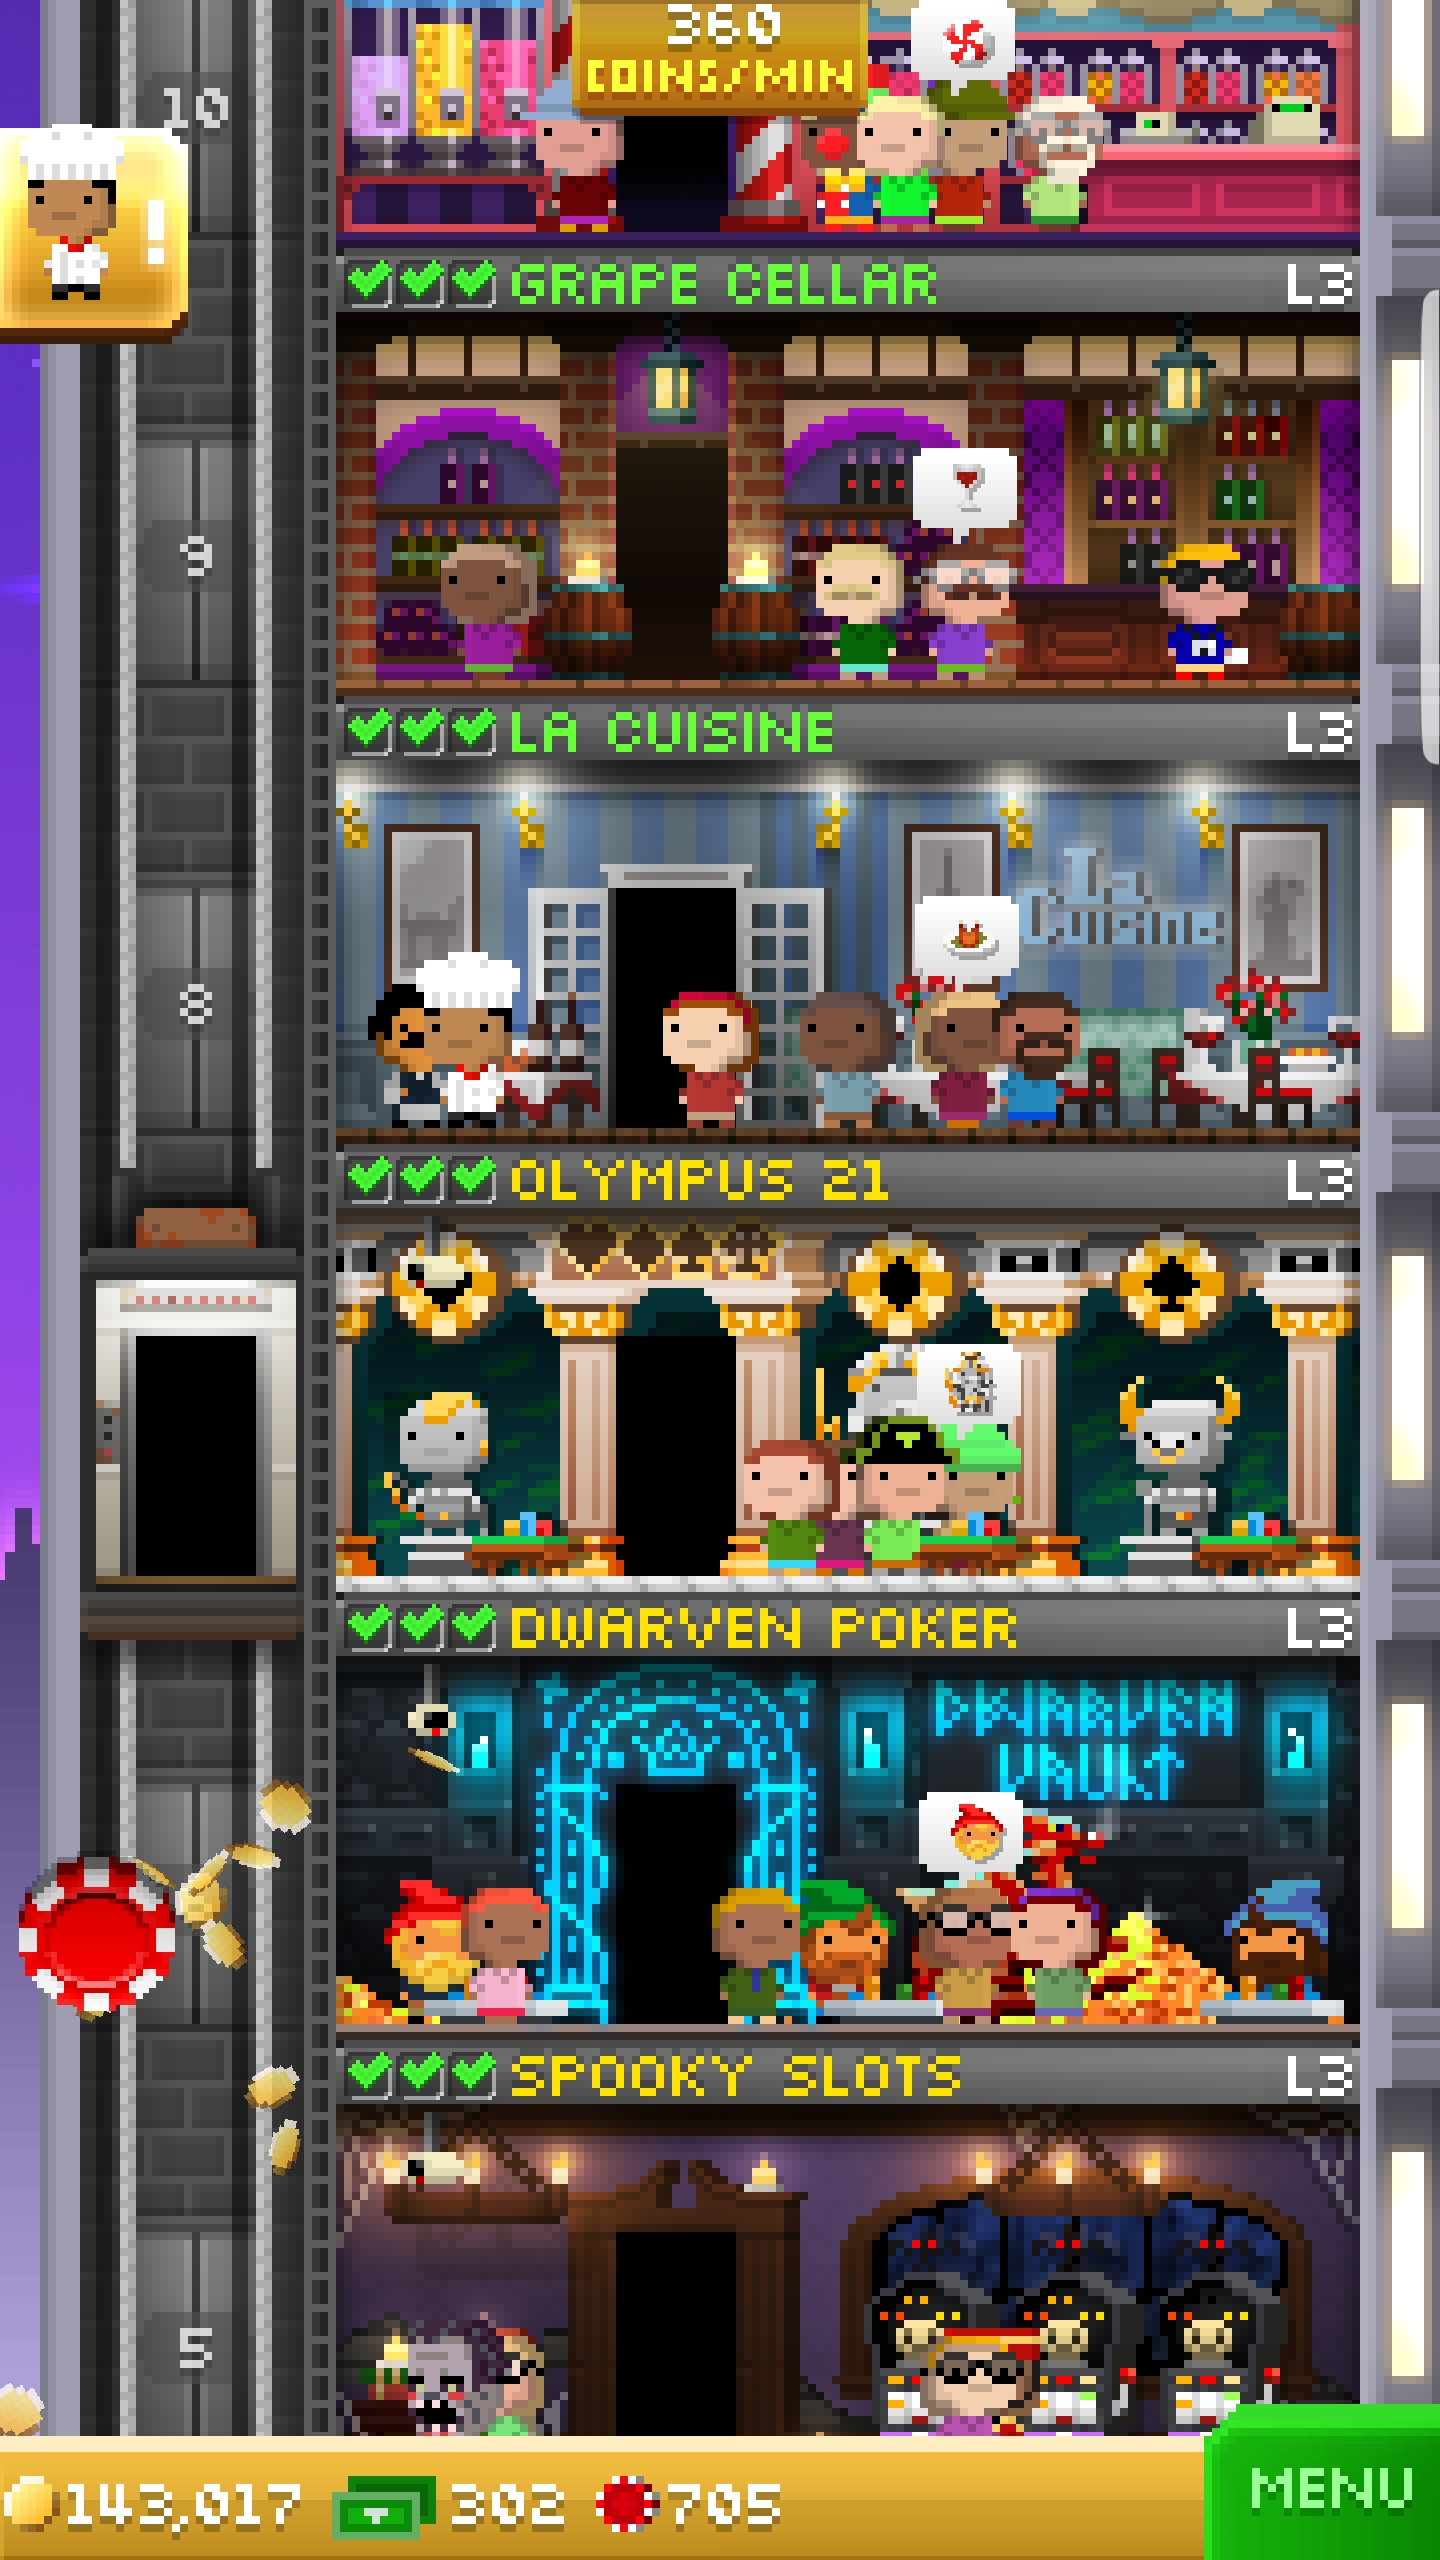 360
COINS/MIN
10
!
GRAPE CELLAR L3
9
LA CUISINE L3
La
Cuisine
8
OLYMPUS 21 L3
DWARVEN POKER L3
DWARVEN
VAULT
SPOOKY SLOTS L3
5
143,017 302 705
MENU